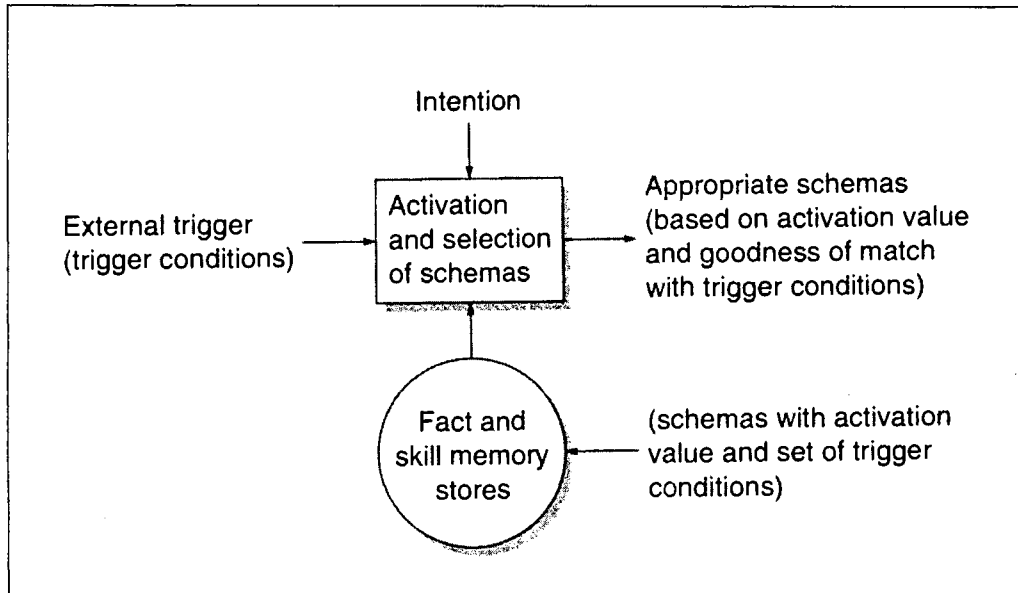 Intention
External trigger
(trigger conditions)
Activation
and selection
of schemas
Appropriate schemas
(based on activation value
and goodness of match
with trigger conditions)
Fact and
skill memory
stores
(schemas with activation
value and set of trigger
conditions)